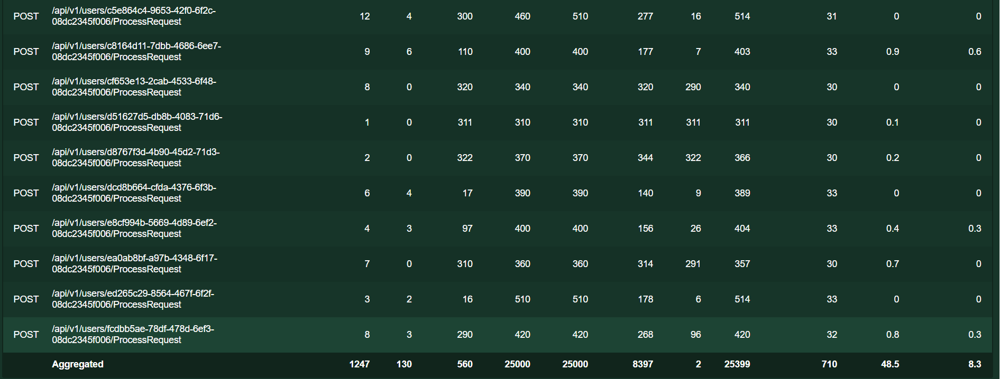 POST /api/v1/users/c5e864c4-9653-42f0-6f2c- 12 4 300 460 510 277 16 514 31 0 0
08dc2345f006/ProcessRequest
POST /api/v1/users/c8164d11-7dbb-4686-6ee7- 9 6 110 400 400 177 7 403 33 0.9 0.6
08dc2345f006/ProcessRequest
POST /api/v1/users/cf653e13-2cab-4533-6f48- 8 0 320 340 340 320 290 340 30 0 0
08dc2345f006/ProcessRequest
POST /api/v1/users/d51627d5-db8b-4083-71d6- 1 0 311 310 310 311 311 311 30 0.1 0
08dc2345f006/ProcessRequest
POST /api/v1/users/d8767f3d-4b90-45d2-71d3- 2 0 322 370 370 344 322 366 30 0.2 0
08dc2345f006/ProcessRequest
POST /api/v1/users/dcd8b664-cfda-4376-6f3b- 6 4 17 390 390 140 9 389 33 0 0
08dc2345f006/ProcessRequest
POST /api/v1/users/e8cf994b-5669-4d89-6ef2- 4 3 97 400 400 156 26 404 33 0.4 0.3
08dc2345f006/ProcessRequest
POST /api/v1/users/ea0ab8bf-a97b-4348-6f17- 7 0 310 360 360 314 291 357 30 0.7 0
08dc2345f006/ProcessRequest
POST /api/v1/users/ed265c29-8564-467f-6f2f- 3 2 16 510 510 178 6 514 33 0 0
08dc2345f006/ProcessRequest
POST /api/v1/users/fcdbb5ae-78df-478d-6ef3- 8 3 290 420 420 268 96 420 32 0.8 0.3
08dc2345f006/ProcessRequest
Aggregated 1247 130 560 25000 25000 8397 2 25399 710 48.5 8.3